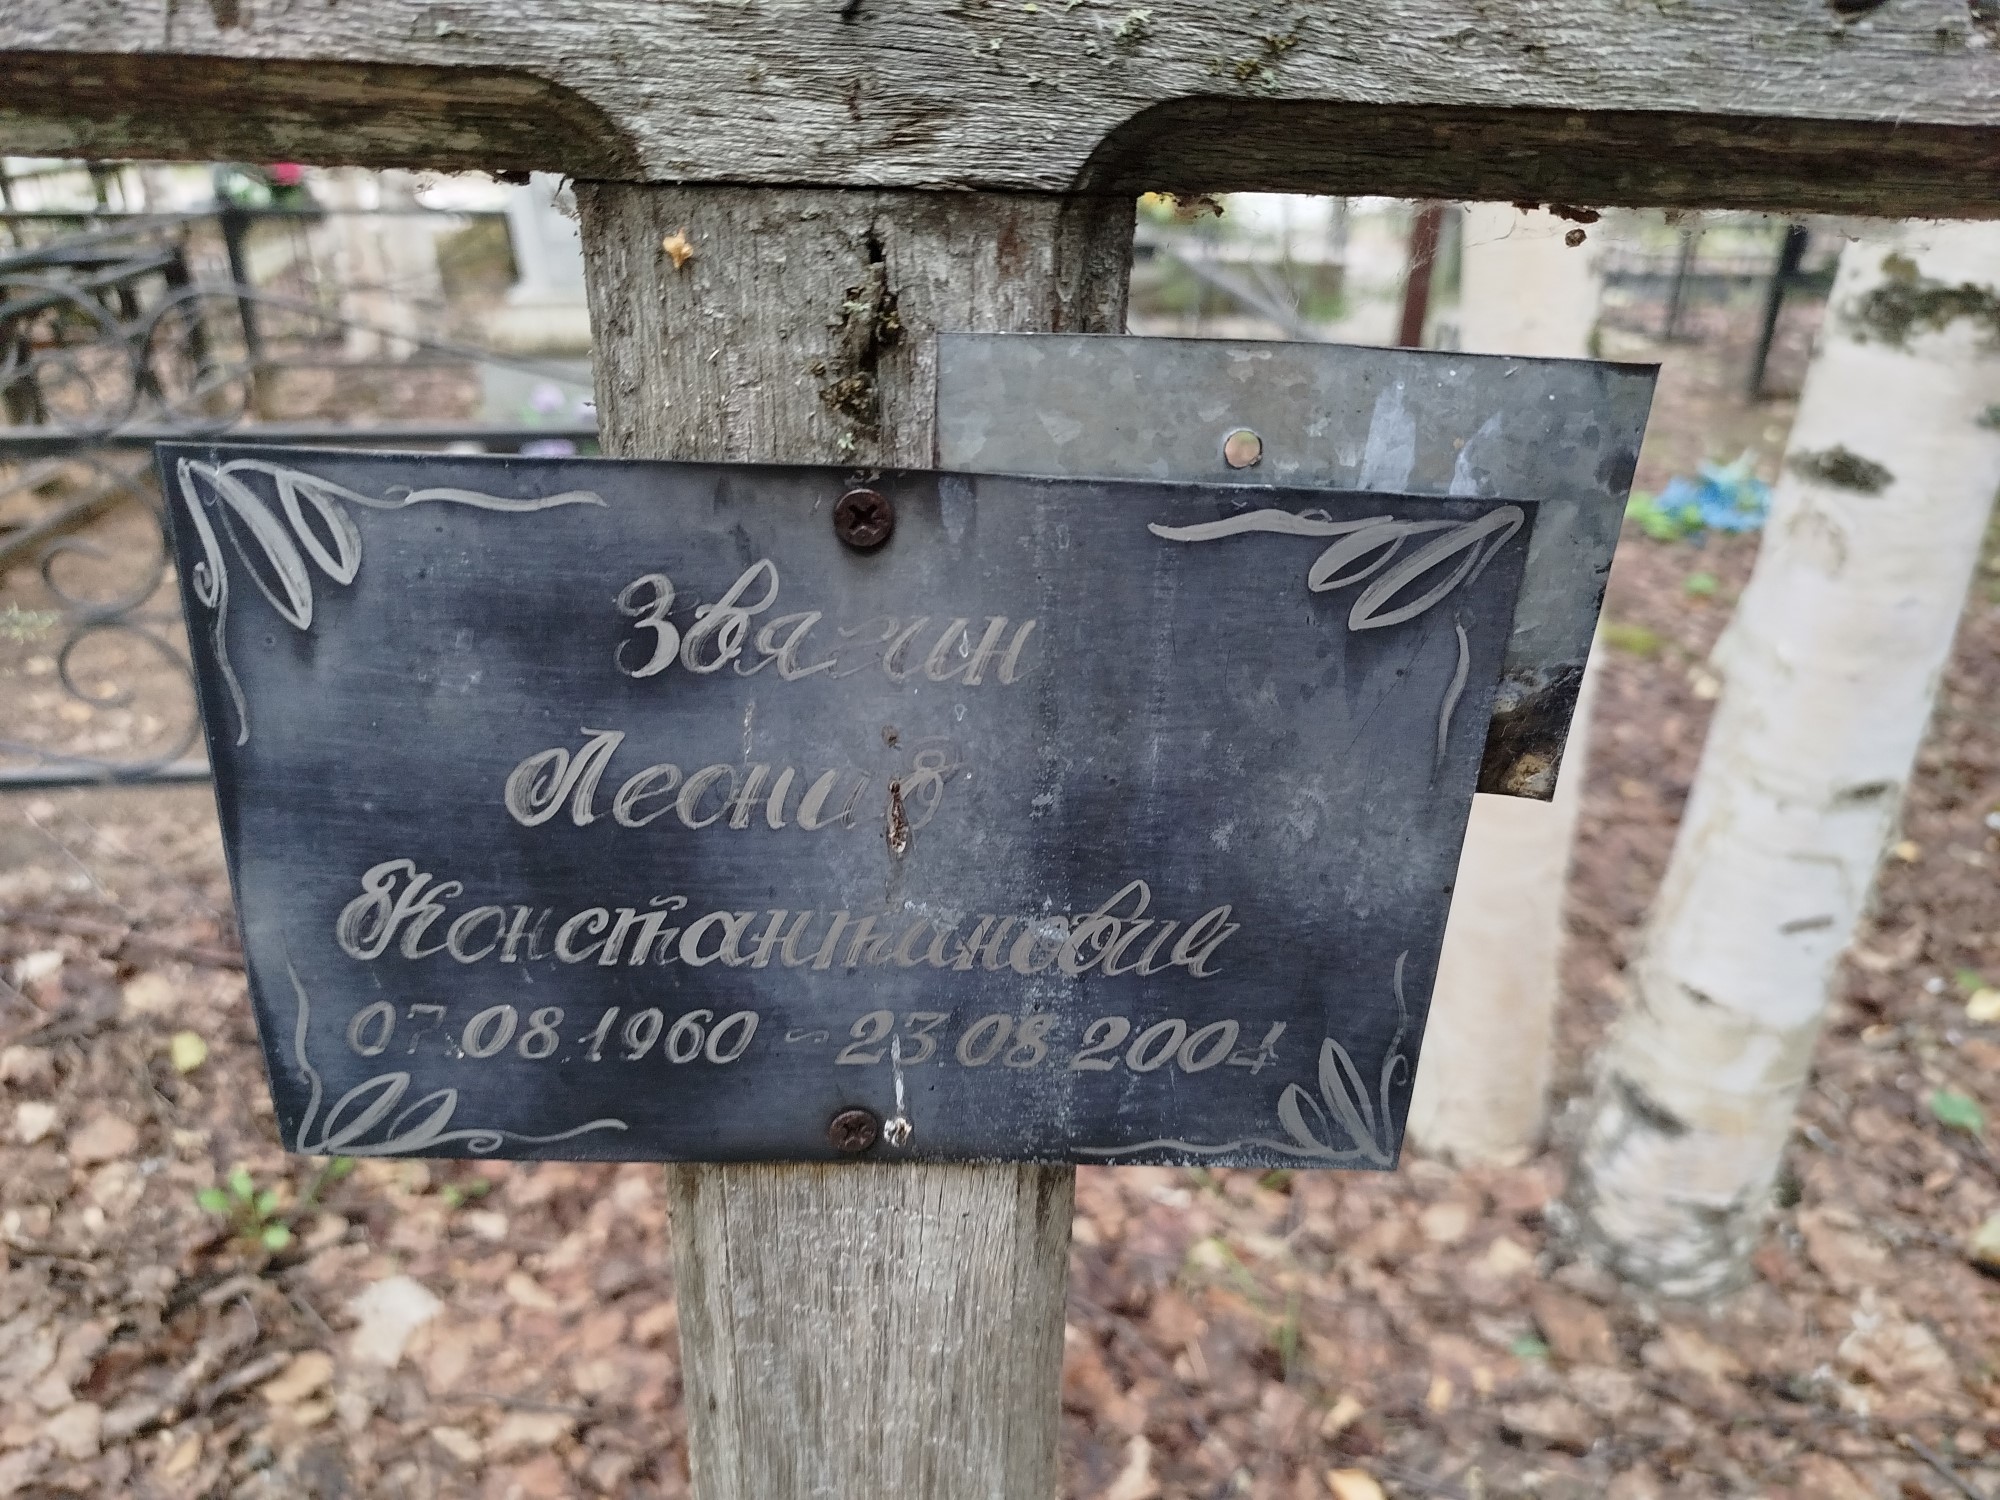 Звягин
Леонид
Константинович
07.08.1960 - 23.08.2004